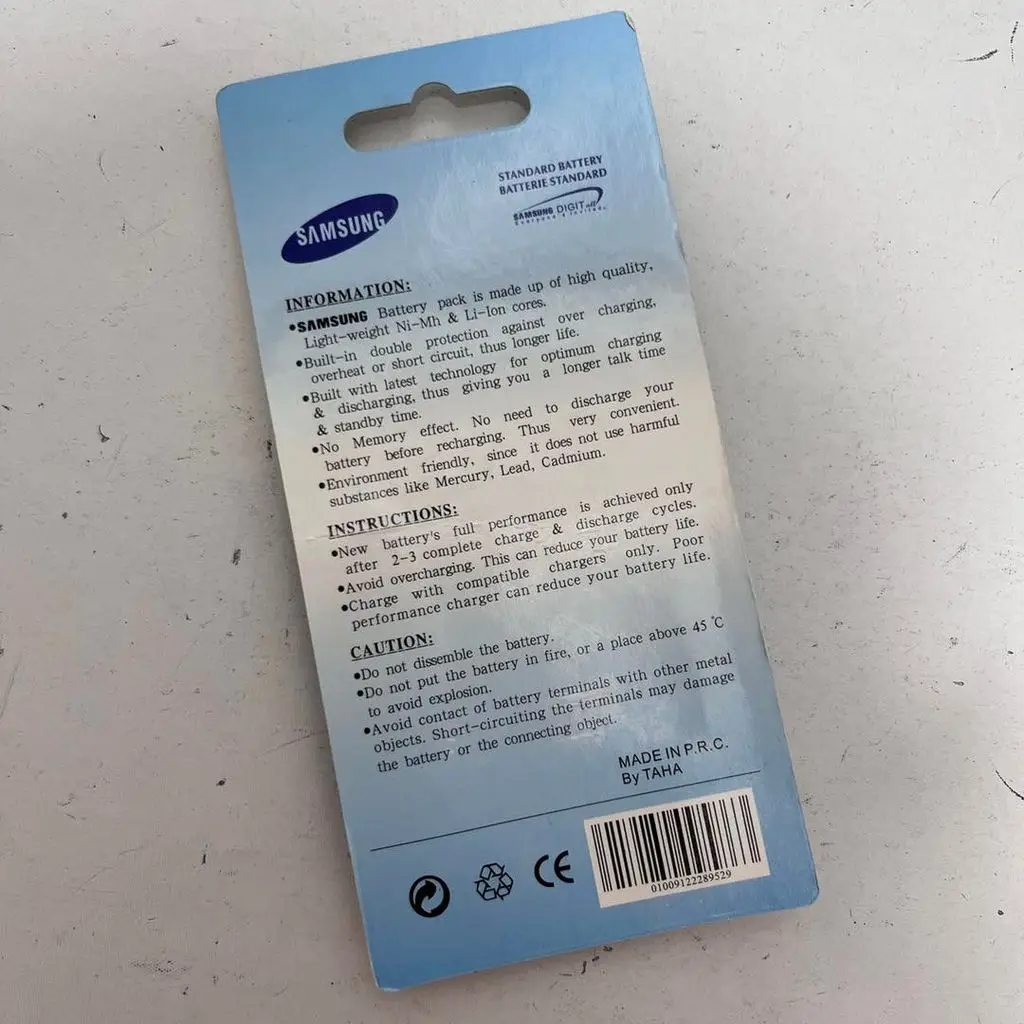 STANDARD BATTERY
BATTERIE STANDARD
SAMSUNG DIGITall
Everyone's invited™
SAMSUNG
INFORMATION:
•SAMSUNG Battery pack is made up of high quality,
Light-weight Ni-Mh & Li-Ion cores.
•Built-in double protection against over charging,
overheat or short circuit, thus longer life.
•Built with latest technology for optimum charging
& discharging, thus giving you a longer talk time
& standby time.
•No Memory effect. No need to discharge your
battery before recharging. Thus very convenient.
•Environment friendly, since it does not use harmful
substances like Mercury, Lead, Cadmium.
INSTRUCTIONS:
•New battery's full performance is achieved only
after 2-3 complete charge & discharge cycles.
•Avoid overcharging. This can reduce your battery life.
•Charge with compatible chargers only. Poor
performance charger can reduce your battery life.
CAUTION:
•Do not dissemble the battery.
•Do not put the battery in fire, or a place above 45 ℃
to avoid explosion.
•Avoid contact of battery terminals with other metal
objects. Short-circuiting the terminals may damage
the battery or the connecting object.
MADE IN P.R.C.
By TAHA
CE
01009122289529